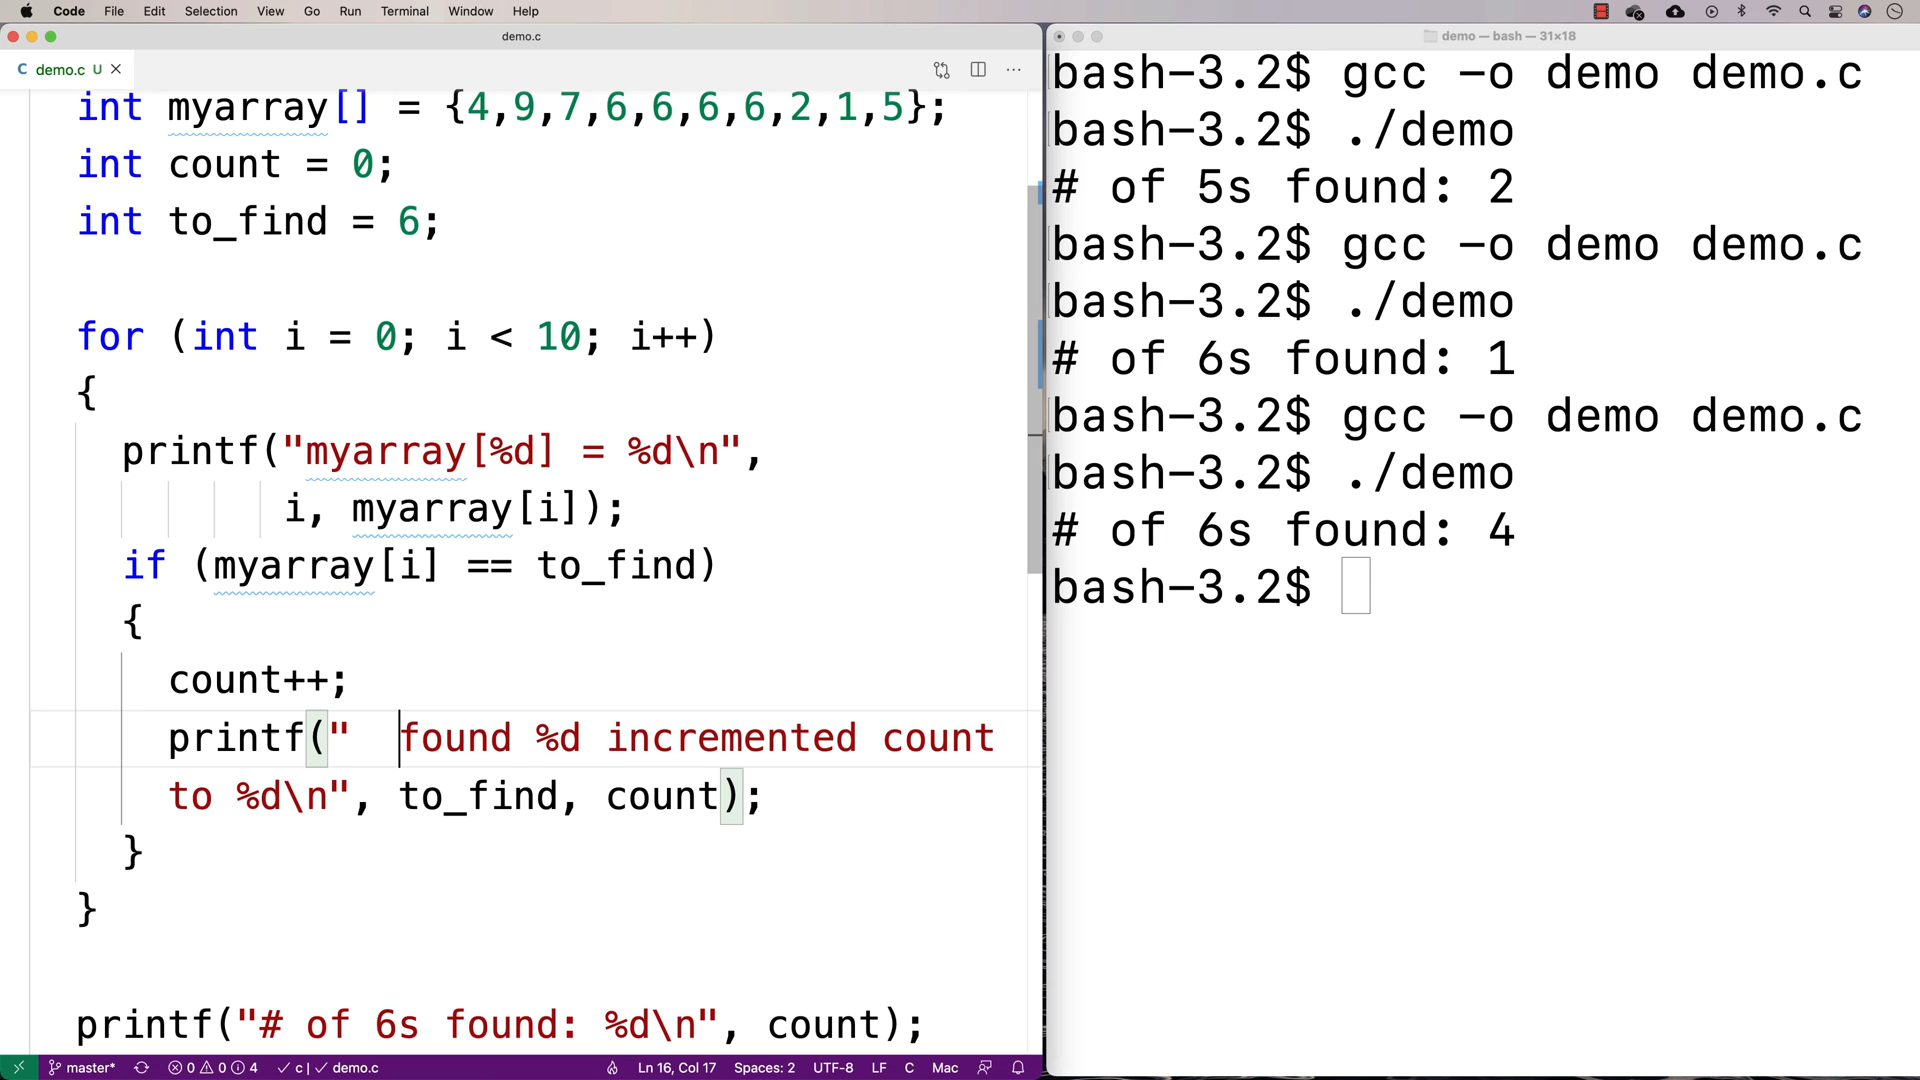 Code File Edit Selection View Go Run Terminal Window Help
demo.c
C demo.c U
int myarray[] = {4,9,7,6,6,6,6,2,1,5};
int count = 0;
int to_find = 6;
for (int i = 0; i < 10; i++)
{
printf("myarray[%d] = %d\n",
i, myarray[i]);
if (myarray[i] == to_find)
{
count++;
printf("   found %d incremented count
to %d\n", to_find, count);
}
}
printf("# of 6s found: %d\n", count);
master* 0 0 4 c | demo.c Ln 16, Col 17 Spaces: 2 UTF-8 LF C Mac
demo — bash — 31×18
bash-3.2$ gcc -o demo demo.c
bash-3.2$ ./demo
# of 5s found: 2
bash-3.2$ gcc -o demo demo.c
bash-3.2$ ./demo
# of 6s found: 1
bash-3.2$ gcc -o demo demo.c
bash-3.2$ ./demo
# of 6s found: 4
bash-3.2$